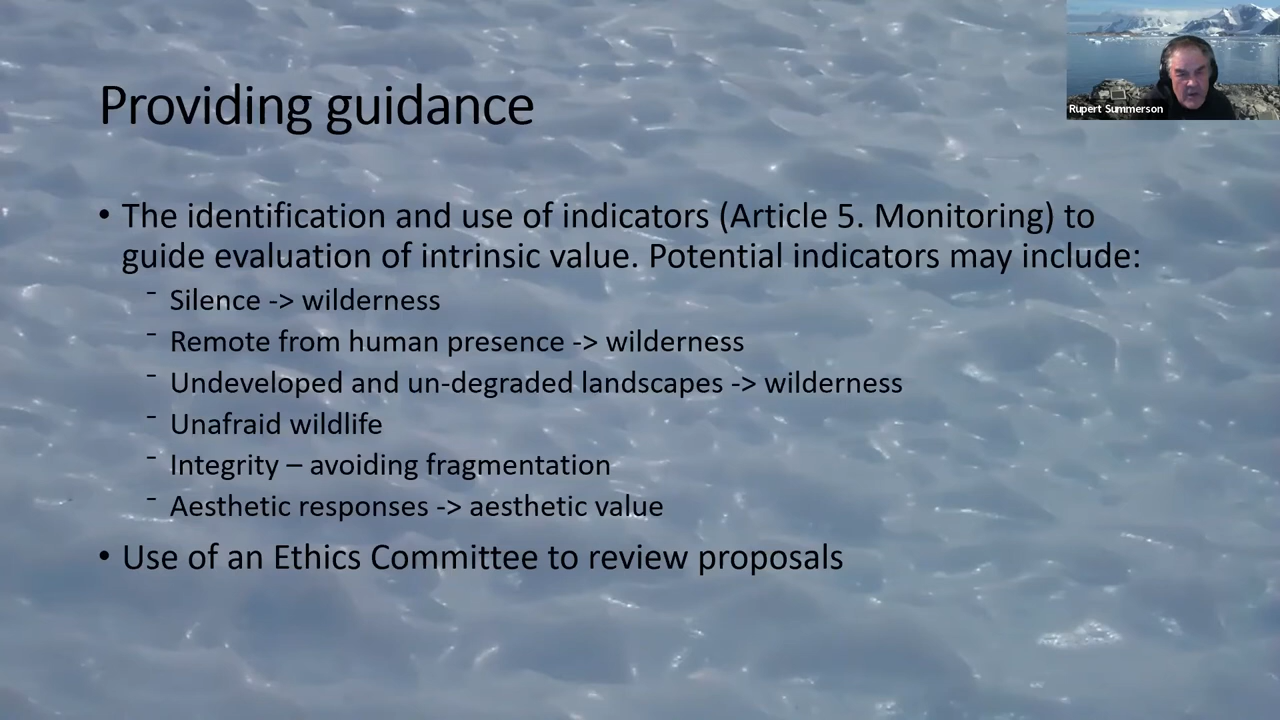 Providing guidance
Rupert Summerson
• The identification and use of indicators (Article 5. Monitoring) to
guide evaluation of intrinsic value. Potential indicators may include:
- Silence -> wilderness
- Remote from human presence -> wilderness
- Undeveloped and un-degraded landscapes -> wilderness
- Unafraid wildlife
- Integrity – avoiding fragmentation
- Aesthetic responses -> aesthetic value
• Use of an Ethics Committee to review proposals